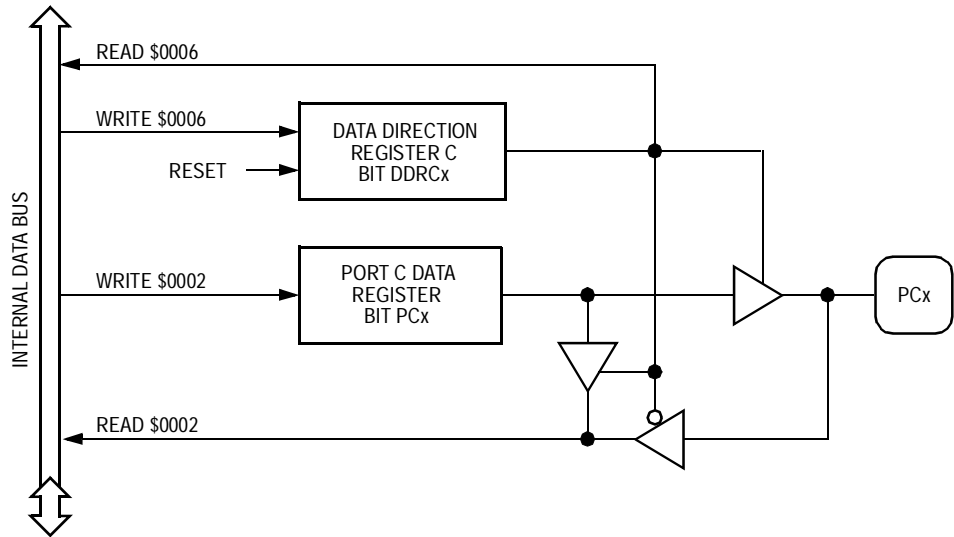 READ $0006
WRITE $0006
DATA DIRECTION
REGISTER C
BIT DDRCx
RESET
INTERNAL DATA BUS
WRITE $0002
PORT C DATA
REGISTER
BIT PCx
PCx
READ $0002